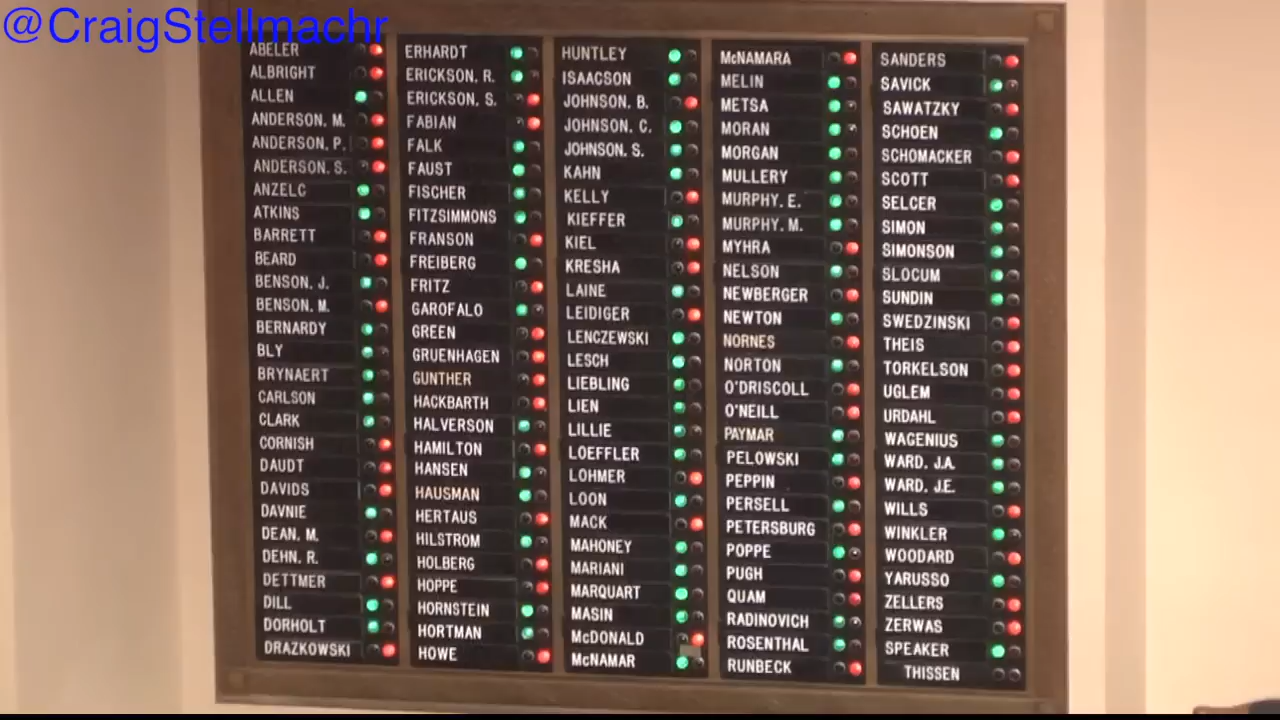 @CraigStellmachr
ABELER
ALBRIGHT
ALLEN
ANDERSON, M.
ANDERSON, P.
ANDERSON, S.
ANZELC
ATKINS
BARRETT
BEARD
BENSON, J.
BENSON, M.
BERNARDY
BLY
BRYNAERT
CARLSON
CLARK
CORNISH
DAUDT
DAVIDS
DAVNIE
DEAN, M.
DEHN, R.
DETTMER
DILL
DORHOLT
DRAZKOWSKI
ERHARDT
ERICKSON, R.
ERICKSON, S.
FABIAN
FALK
FAUST
FISCHER
FITZSIMMONS
FRANSON
FREIBERG
FRITZ
GAROFALO
GREEN
GRUENHAGEN
GUNTHER
HACKBARTH
HALVERSON
HAMILTON
HANSEN
HAUSMAN
HERTAUS
HILSTROM
HOLBERG
HOPPE
HORNSTEIN
HORTMAN
HOWE
HUNTLEY
ISAACSON
JOHNSON, B.
JOHNSON, C.
JOHNSON, S.
KAHN
KELLY
KIEFFER
KIEL
KRESHA
LAINE
LEIDIGER
LENCZEWSKI
LESCH
LIEBLING
LIEN
LILLIE
LOEFFLER
LOHMER
LOON
MACK
MAHONEY
MARIANI
MARQUART
MASIN
McDONALD
McNAMAR
McNAMARA
MELIN
METSA
MORAN
MORGAN
MULLERY
MURPHY, E.
MURPHY, M.
MYHRA
NELSON
NEWBERGER
NEWTON
NORNES
NORTON
O'DRISCOLL
O'NEILL
PAYMAR
PELOWSKI
PEPPIN
PERSELL
PETERSBURG
POPPE
PUGH
QUAM
RADINOVICH
ROSENTHAL
RUNBECK
SANDERS
SAVICK
SAWATZKY
SCHOEN
SCHOMACKER
SCOTT
SELCER
SIMON
SIMONSON
SLOCUM
SUNDIN
SWEDZINSKI
THEIS
TORKELSON
UGLEM
URDAHL
WAGENIUS
WARD, J.A.
WARD, J.E.
WILLS
WINKLER
WOODARD
YARUSSO
ZELLERS
ZERWAS
SPEAKER
THISSEN